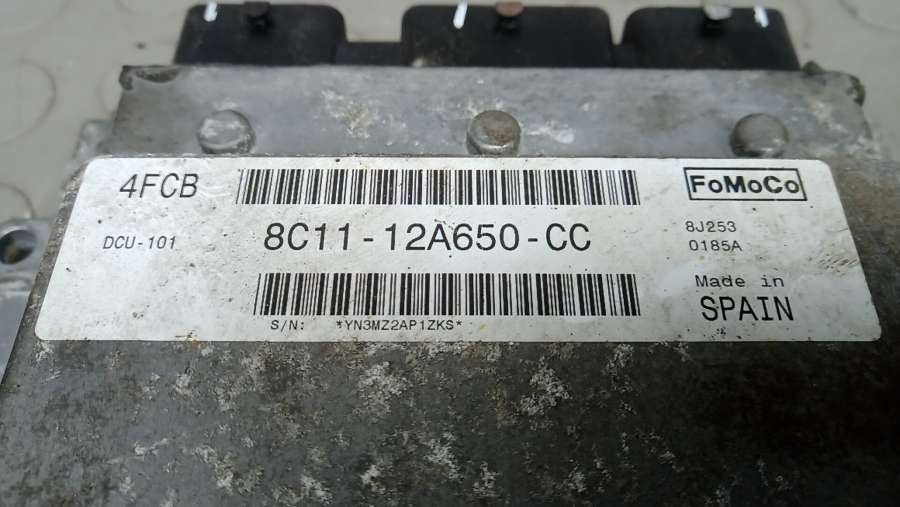 4FCB
FoMoCo
DCU-101
8C11-12A650-CC
8J253
0185A
Made in
SPAIN
S/N: *YN3MZ2AP1ZKS*